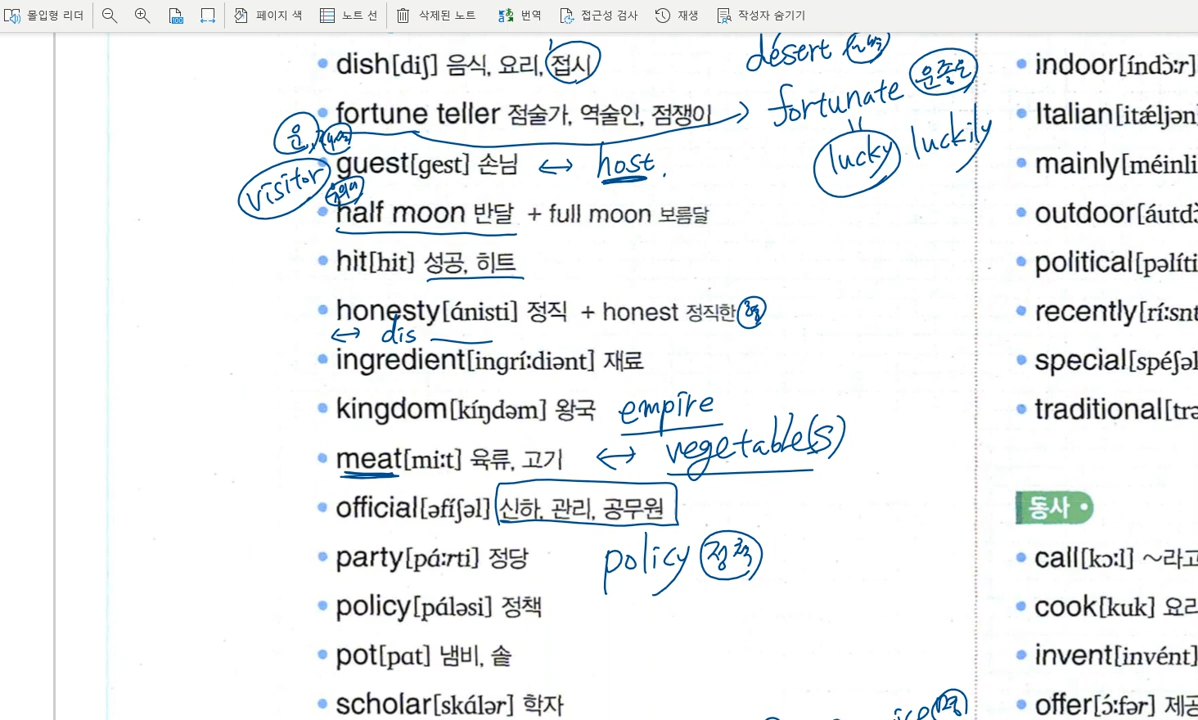 몰입형 리더 페이지 색 노트 선 삭제된 노트 번역 접근성 검사 재생 작성자 숨기기
désert
dish[diʃ] 음식, 요리, 접시
fortunate 운좋은
fortune teller 점술가, 역술인, 점쟁이
운,
lucky luckily
guest[gest] 손님 ↔ host.
visitor
half moon 반달 + full moon 보름달
hit[hit] 성공, 히트
honesty[ánisti] 정직 + honest 정직한
↔ dis
ingredient[ingríːdiənt] 재료
kingdom[kíŋdəm] 왕국 empire
meat[miːt] 육류, 고기 ↔ vegetable(s)
official[əfíʃəl] 신하, 관리, 공무원
party[páːrti] 정당
policy 정책
policy[páləsi] 정책
pot[pɑt] 냄비, 솥
scholar[skálər] 학자
indoor[índɔ̀ːr]
Italian[itǽljən]
mainly[méinli]
outdoor[áutdɔ̀
political[pəlíti
recently[ríːsnt
special[spéʃəl
traditional[trə
동사
call[kɔːl] ～라고
cook[kuk] 요리
invent[invént]
offer[ɔ́ːfər] 제공